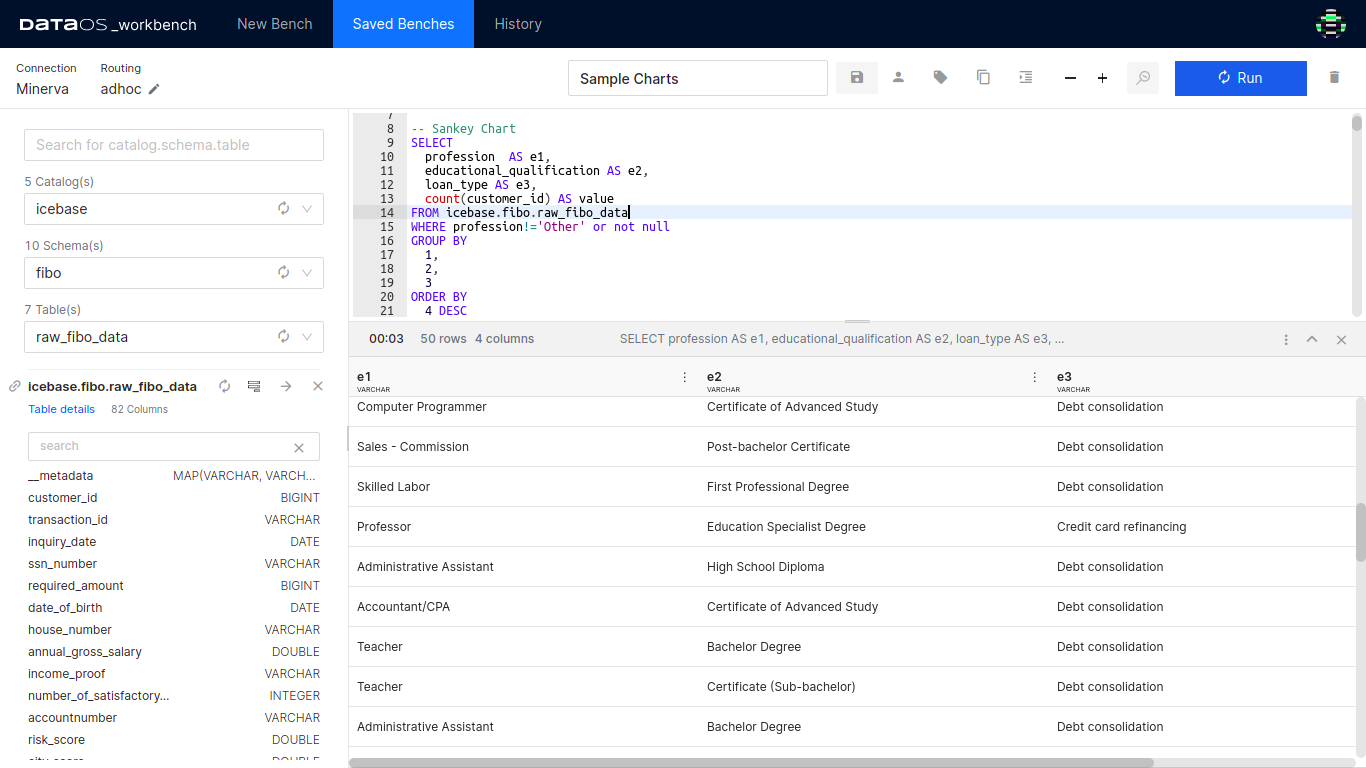 DATAOS _workbench New Bench Saved Benches History
Connection Routing
Minerva adhoc
Sample Charts
Run
Search for catalog.schema.table
5 Catalog(s)
icebase
10 Schema(s)
fibo
7 Table(s)
raw_fibo_data
icebase.fibo.raw_fibo_data
Table details 82 Columns
search
__metadata MAP(VARCHAR, VARCH...
customer_id BIGINT
transaction_id VARCHAR
inquiry_date DATE
ssn_number VARCHAR
required_amount BIGINT
date_of_birth DATE
house_number VARCHAR
annual_gross_salary DOUBLE
income_proof VARCHAR
number_of_satisfactory... INTEGER
accountnumber VARCHAR
risk_score DOUBLE
7
8 -- Sankey Chart
9 SELECT
10 profession  AS e1,
11 educational_qualification AS e2,
12 loan_type AS e3,
13 count(customer_id) AS value
14 FROM icebase.fibo.raw_fibo_data
15 WHERE profession!='Other' or not null
16 GROUP BY
17 1,
18 2,
19 3
20 ORDER BY
21 4 DESC
00:03 50 rows 4 columns SELECT profession AS e1, educational_qualification AS e2, loan_type AS e3, ...
e1 e2 e3
VARCHAR VARCHAR VARCHAR
Computer Programmer Certificate of Advanced Study Debt consolidation
Sales - Commission Post-bachelor Certificate Debt consolidation
Skilled Labor First Professional Degree Debt consolidation
Professor Education Specialist Degree Credit card refinancing
Administrative Assistant High School Diploma Debt consolidation
Accountant/CPA Certificate of Advanced Study Debt consolidation
Teacher Bachelor Degree Debt consolidation
Teacher Certificate (Sub-bachelor) Debt consolidation
Administrative Assistant Bachelor Degree Debt consolidation